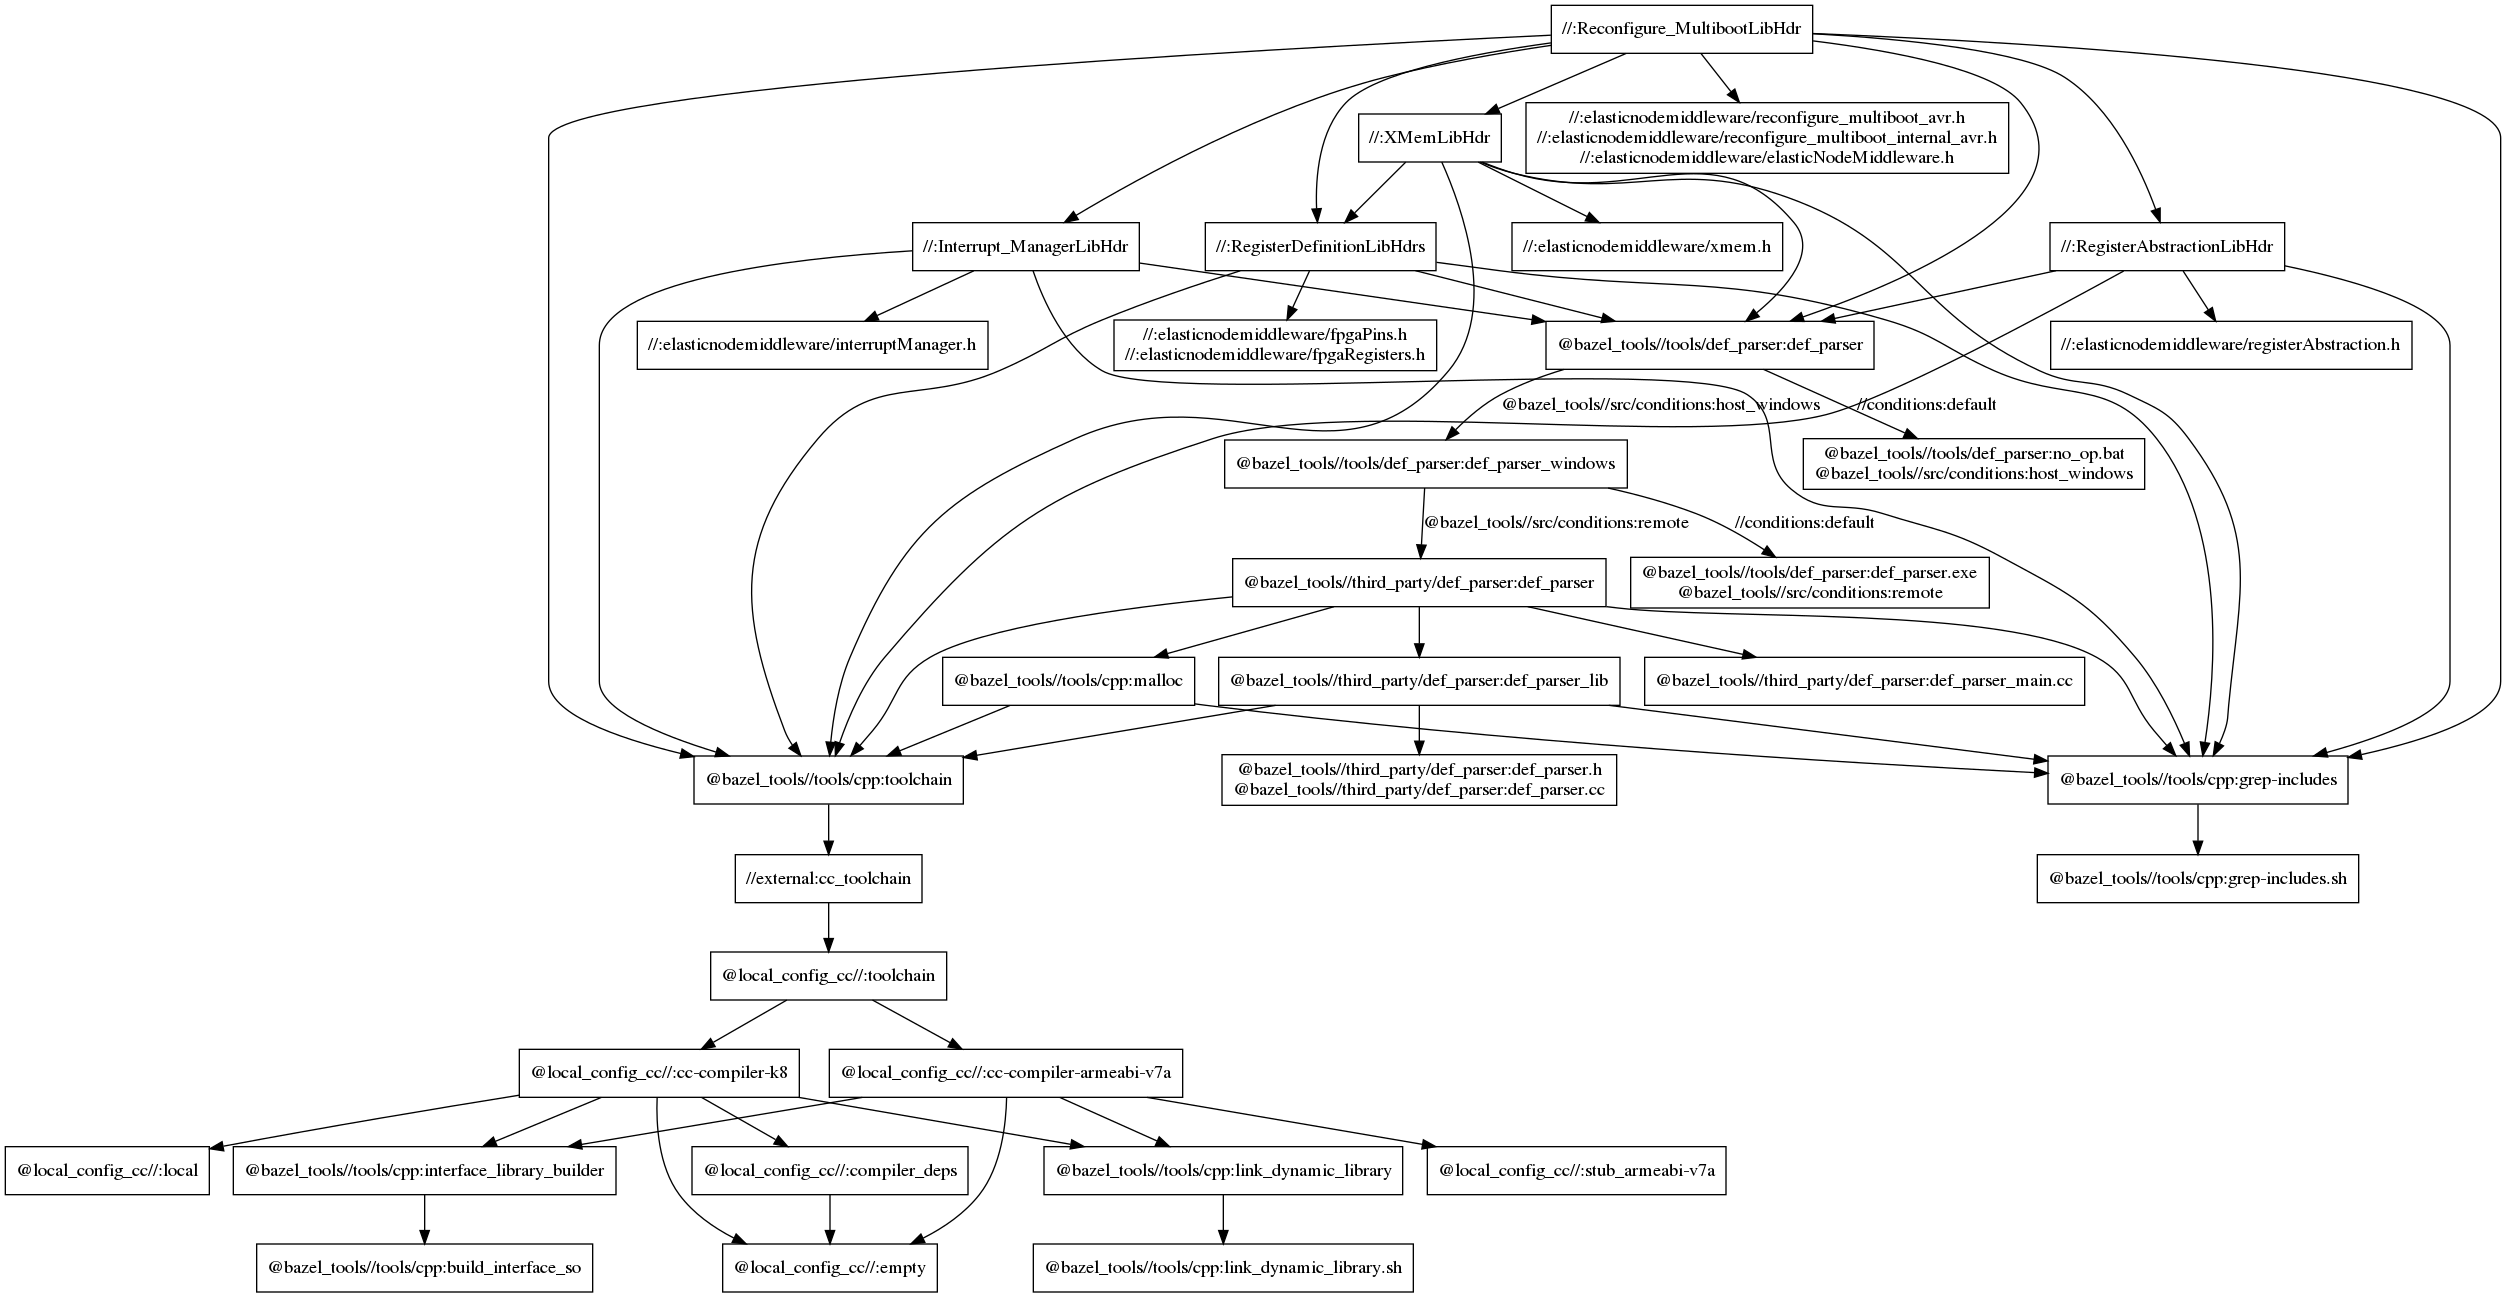 //:Reconfigure_MultibootLibHdr
//:XMemLibHdr
//:elasticnodemiddleware/reconfigure_multiboot_avr.h
//:elasticnodemiddleware/reconfigure_multiboot_internal_avr.h
//:elasticnodemiddleware/elasticNodeMiddleware.h
//:Interrupt_ManagerLibHdr
//:RegisterDefinitionLibHdrs
//:elasticnodemiddleware/xmem.h
//:RegisterAbstractionLibHdr
//:elasticnodemiddleware/interruptManager.h
//:elasticnodemiddleware/fpgaPins.h
//:elasticnodemiddleware/fpgaRegisters.h
@bazel_tools//tools/def_parser:def_parser
//:elasticnodemiddleware/registerAbstraction.h
@bazel_tools//src/conditions:host_windows
//conditions:default
@bazel_tools//tools/def_parser:def_parser_windows
@bazel_tools//tools/def_parser:no_op.bat
@bazel_tools//src/conditions:host_windows
@bazel_tools//src/conditions:remote
//conditions:default
@bazel_tools//third_party/def_parser:def_parser
@bazel_tools//tools/def_parser:def_parser.exe
@bazel_tools//src/conditions:remote
@bazel_tools//tools/cpp:malloc
@bazel_tools//third_party/def_parser:def_parser_lib
@bazel_tools//third_party/def_parser:def_parser_main.cc
@bazel_tools//tools/cpp:toolchain
@bazel_tools//third_party/def_parser:def_parser.h
@bazel_tools//third_party/def_parser:def_parser.cc
@bazel_tools//tools/cpp:grep-includes
//external:cc_toolchain
@bazel_tools//tools/cpp:grep-includes.sh
@local_config_cc//:toolchain
@local_config_cc//:cc-compiler-k8
@local_config_cc//:cc-compiler-armeabi-v7a
@local_config_cc//:local
@bazel_tools//tools/cpp:interface_library_builder
@local_config_cc//:compiler_deps
@bazel_tools//tools/cpp:link_dynamic_library
@local_config_cc//:stub_armeabi-v7a
@bazel_tools//tools/cpp:build_interface_so
@local_config_cc//:empty
@bazel_tools//tools/cpp:link_dynamic_library.sh